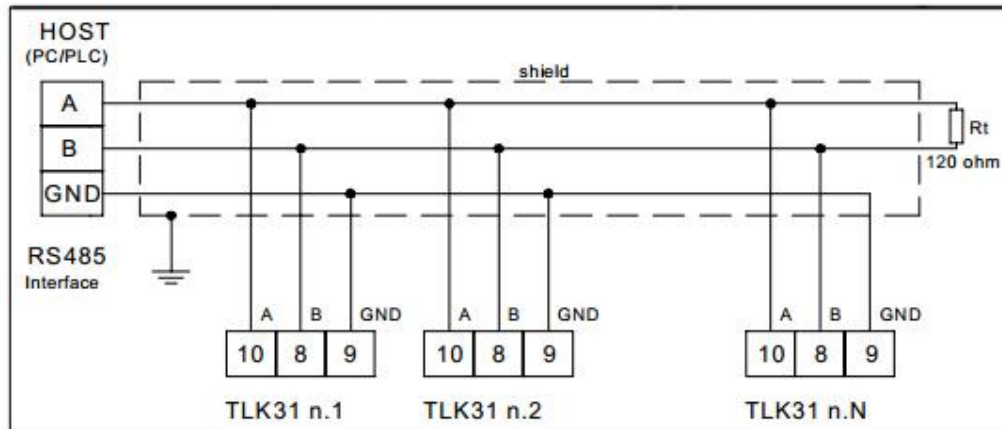 HOST
(PC/PLC)
shield
A
Rt
B
120 ohm
GND
RS485
Interface
A B GND A B GND A B GND
10 8 9 10 8 9 10 8 9
TLK31 n.1 TLK31 n.2 TLK31 n.N